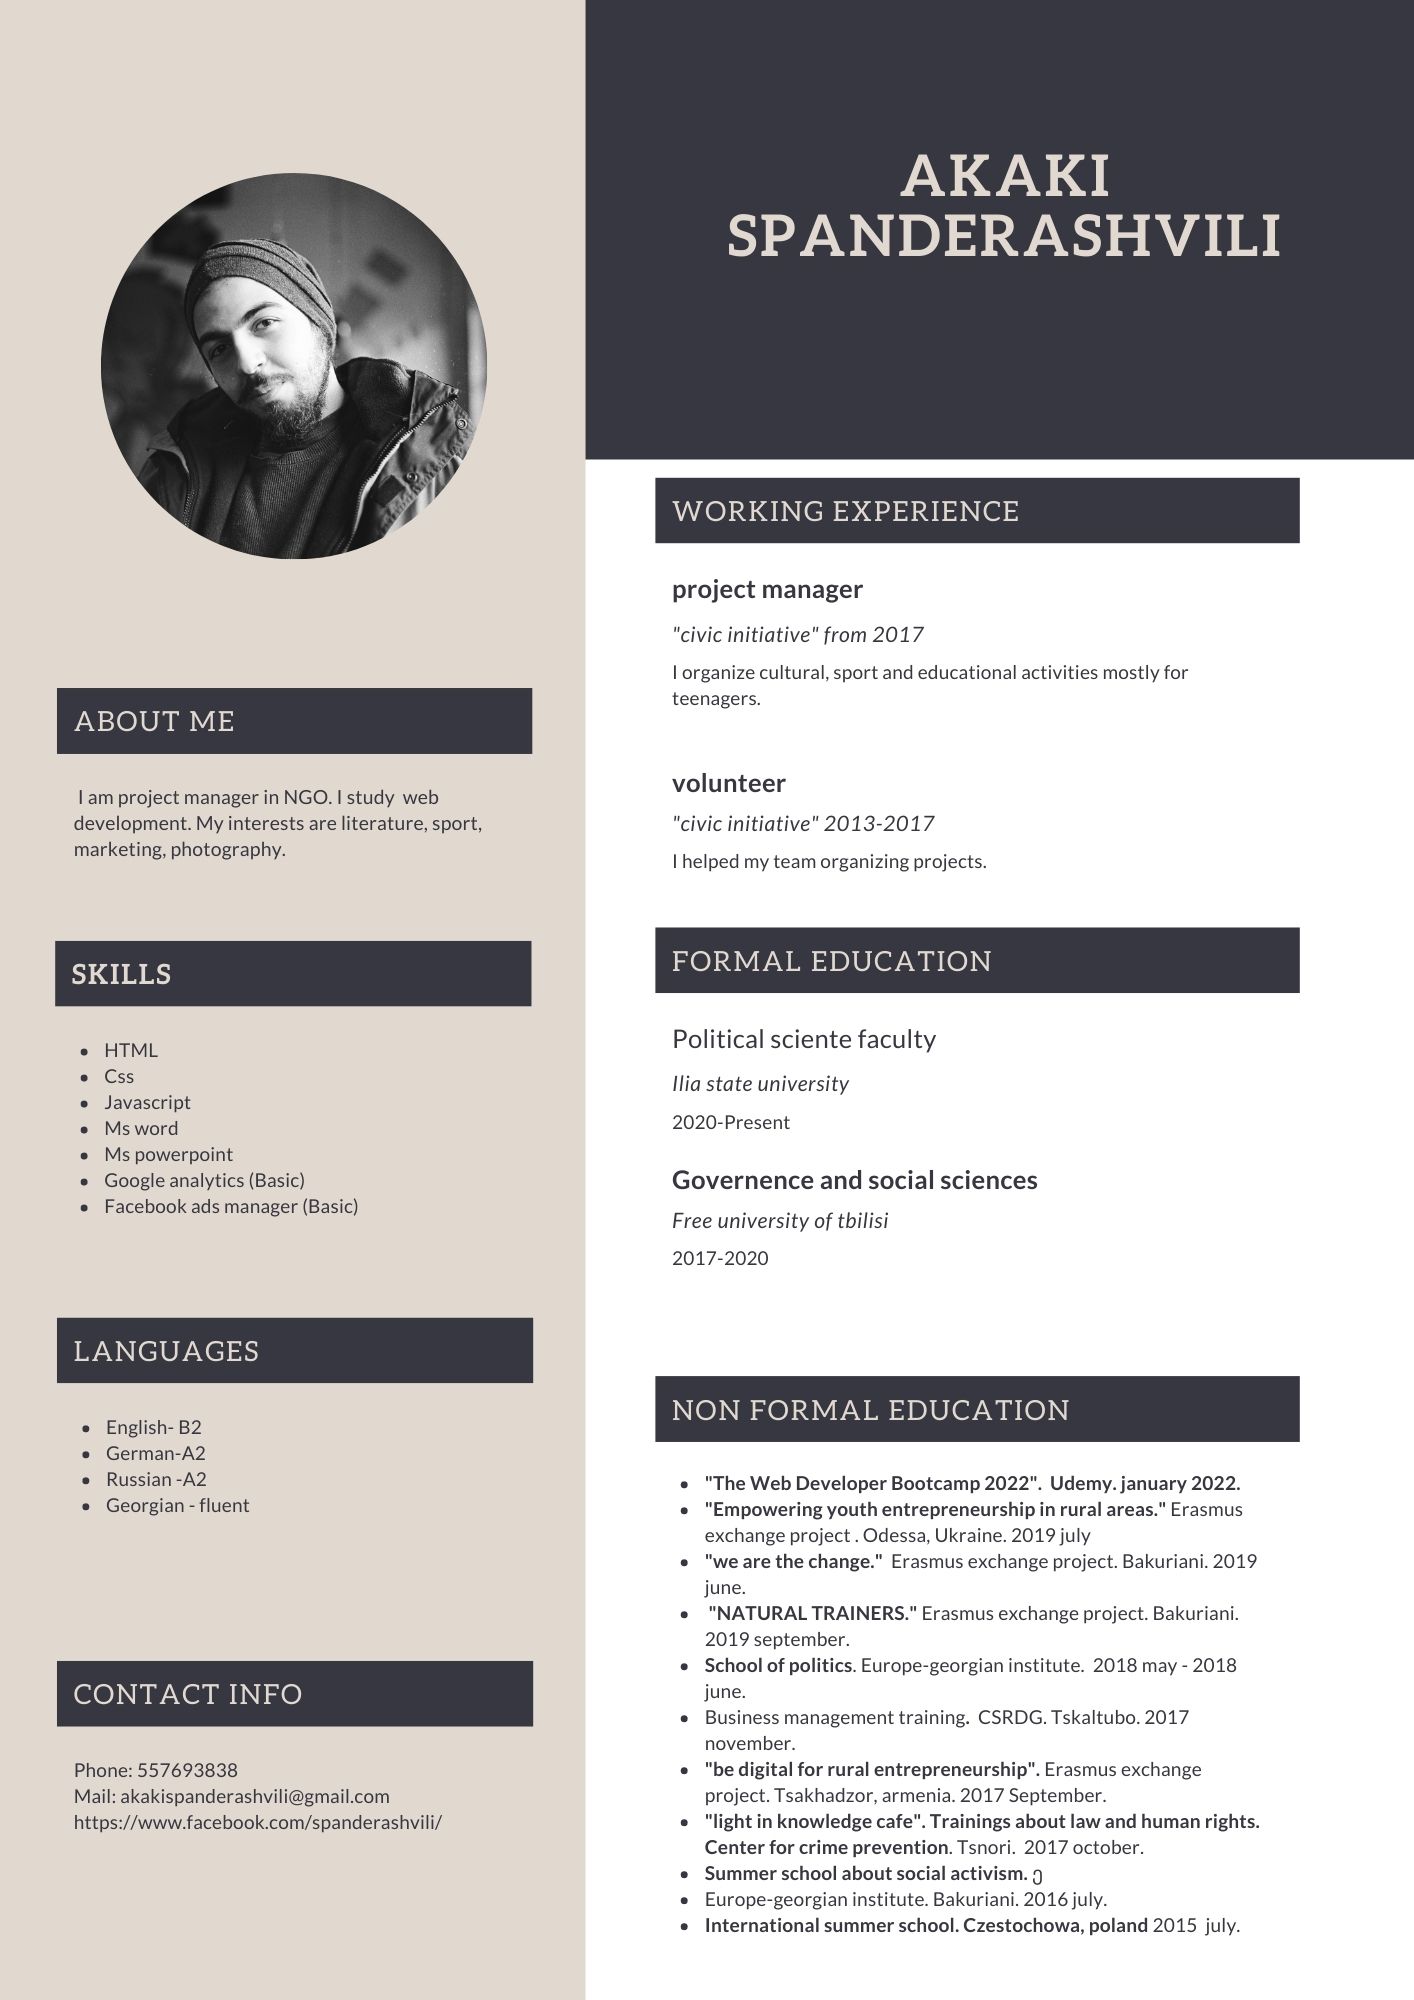 AKAKI
SPANDERASHVILI
ABOUT ME
I am project manager in NGO. I study  web
development. My interests are literature, sport,
marketing, photography.
SKILLS
HTML
Css
Javascript
Ms word
Ms powerpoint
Google analytics (Basic)
Facebook ads manager (Basic)
LANGUAGES
English- B2
German-A2
Russian -A2
Georgian - fluent
CONTACT INFO
Phone: 557693838
Mail: akakispanderashvili@gmail.com
https://www.facebook.com/spanderashvili/
WORKING EXPERIENCE
project manager
"civic initiative" from 2017
I organize cultural, sport and educational activities mostly for
teenagers.
volunteer
"civic initiative" 2013-2017
I helped my team organizing projects.
FORMAL EDUCATION
Political sciente faculty
Ilia state university
2020-Present
Governence and social sciences
Free university of tbilisi
2017-2020
NON FORMAL EDUCATION
"The Web Developer Bootcamp 2022".  Udemy. january 2022.
"Empowering youth entrepreneurship in rural areas." Erasmus
exchange project . Odessa, Ukraine. 2019 july
"we are the change."  Erasmus exchange project. Bakuriani. 2019
june.
"NATURAL TRAINERS." Erasmus exchange project. Bakuriani.
2019 september.
School of politics. Europe-georgian institute.  2018 may - 2018
june.
Business management training.  CSRDG. Tskaltubo. 2017
november.
"be digital for rural entrepreneurship". Erasmus exchange
project. Tsakhadzor, armenia. 2017 September.
"light in knowledge cafe". Trainings about law and human rights.
Center for crime prevention. Tsnori.  2017 october.
Summer school about social activism. ე
Europe-georgian institute. Bakuriani. 2016 july.
International summer school. Czestochowa, poland 2015  july.